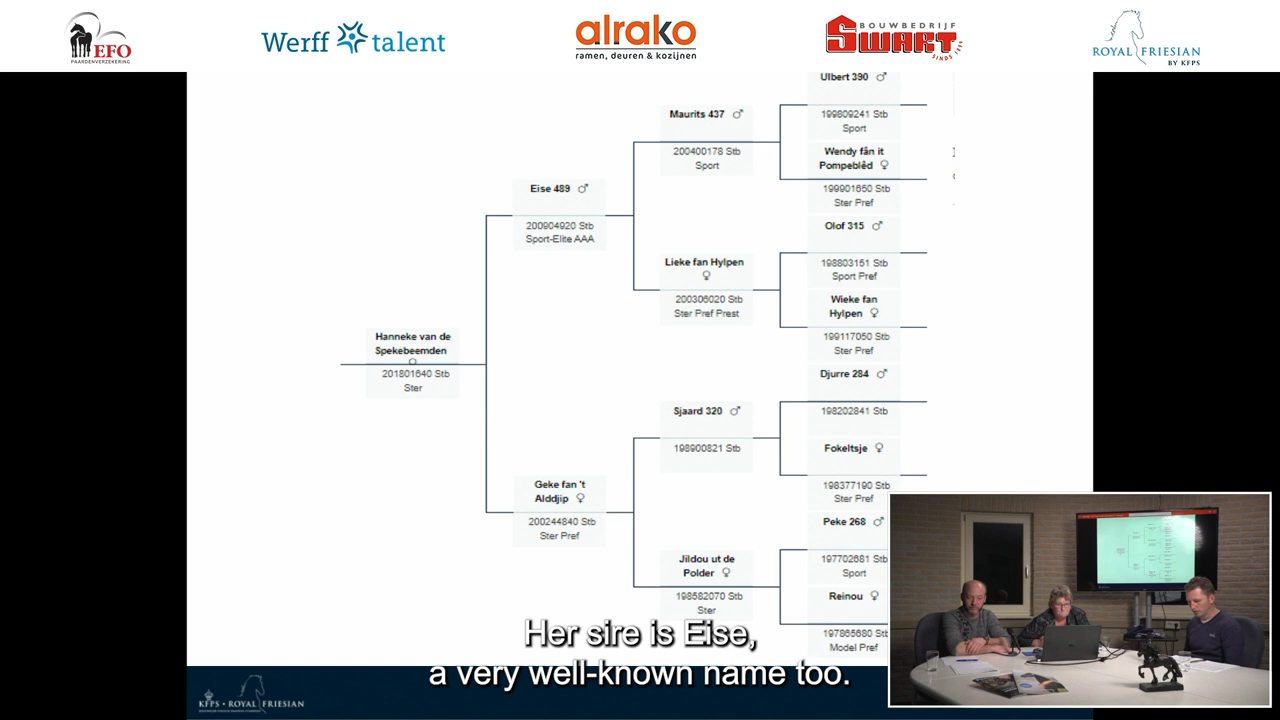 EFO
PAARDENVERZEKERING
Werff talent
alrako
ramen, deuren & kozijnen
BOUWBEDRIJF
SWART
SINDS 1898
ROYAL FRIESIAN
BY KFPS
Ulbert 390 ♂
199809241 Stb
Sport
Maurits 437 ♂
200400178 Stb
Sport
Wendy fân it
Pompeblêd ♀
199901650 Stb
Ster Pref
Eise 489 ♂
200904920 Stb
Sport-Elite AAA
Olof 315 ♂
198803151 Stb
Sport Pref
Lieke fan Hylpen
♀
200306020 Stb
Ster Pref Prest
Wieke fan
Hylpen ♀
199117050 Stb
Ster Pref
Hanneke van de
Spekebeemden
♀
201801640 Stb
Ster
Djurre 284 ♂
198202841 Stb
Sjaard 320 ♂
198900821 Stb
Fokeltsje ♀
198377190 Stb
Ster Pref
Geke fan 't
Alddjip ♀
200244840 Stb
Ster Pref
Peke 268 ♂
197702681 Stb
Sport
Jildou ut de
Polder ♀
198582070 Stb
Ster
Reinou ♀
197865680 Stb
Model Pref
Her sire is Eise,
a very well-known name too.
KFPS • ROYAL FRIESIAN